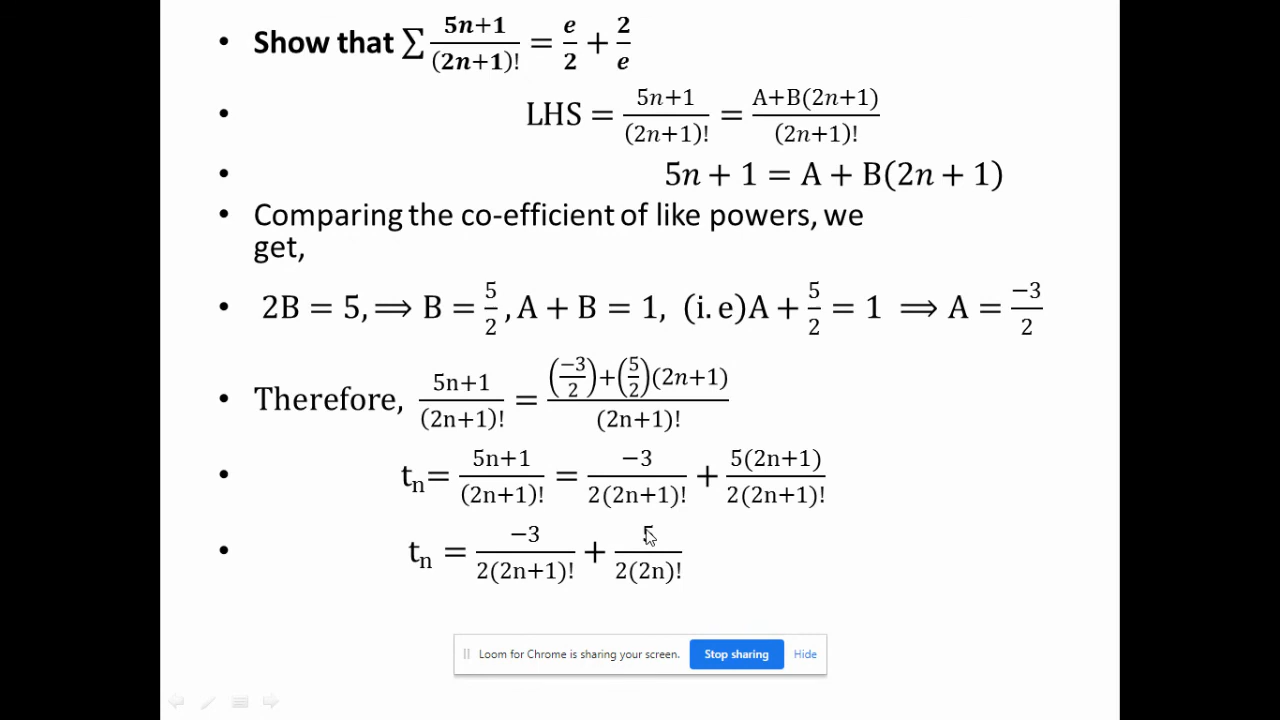 • Show that ∑ (5n+1)/((2n+1)!) = e/2 + 2/e
• LHS = (5n+1)/((2n+1)!) = (A+B(2n+1))/((2n+1)!)
• 5n + 1 = A + B(2n + 1)
• Comparing the co-efficient of like powers, we
get,
• 2B = 5, ⟹ B = 5/2, A + B = 1, (i.e)A + 5/2 = 1 ⟹ A = −3/2
• Therefore, (5n+1)/((2n+1)!) = ((−3/2)+(5/2)(2n+1))/((2n+1)!)
• tₙ= (5n+1)/((2n+1)!) = −3/(2(2n+1)!) + 5(2n+1)/(2(2n+1)!)
• tₙ = −3/(2(2n+1)!) + 5/(2(2n)!)
Loom for Chrome is sharing your screen. Stop sharing Hide